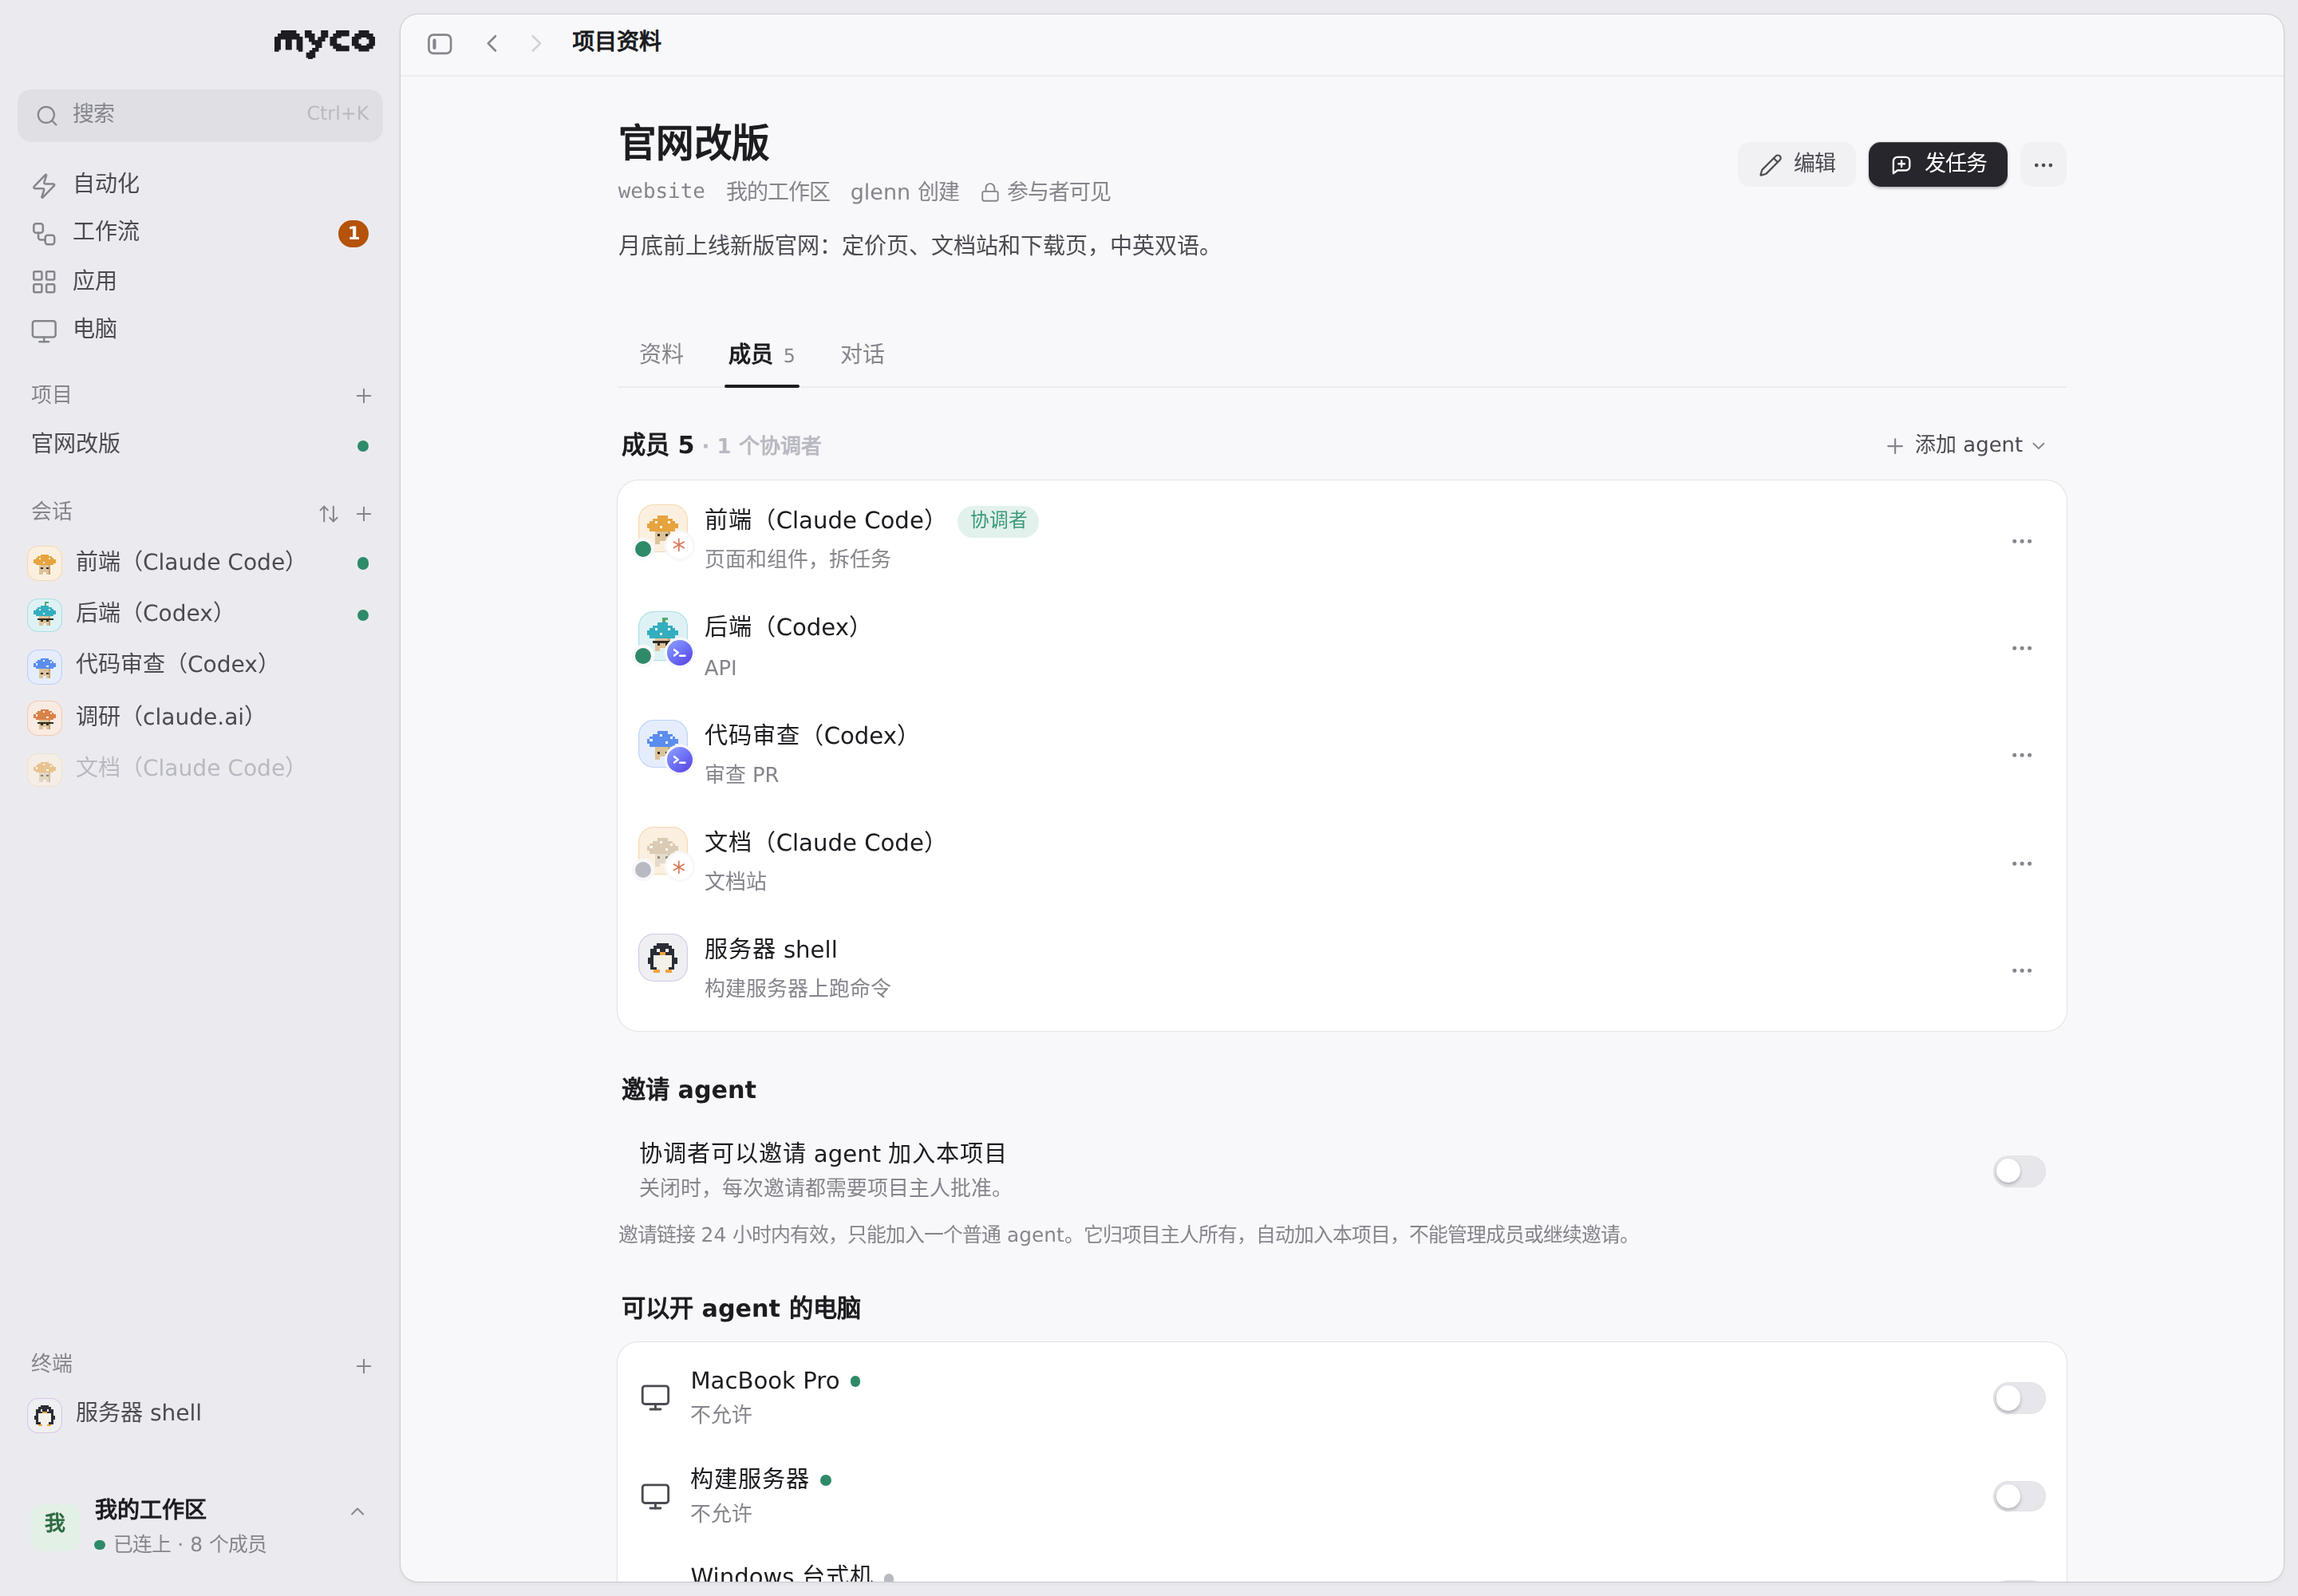 myco
搜索 Ctrl+K
自动化
工作流 1
应用
电脑
项目
官网改版
会话
前端（Claude Code）
后端（Codex）
代码审查（Codex）
调研（claude.ai）
文档（Claude Code）
终端
服务器 shell
我 我的工作区
已连上 · 8 个成员
项目资料
官网改版
编辑 发任务
website 我的工作区 glenn 创建 参与者可见
月底前上线新版官网：定价页、文档站和下载页，中英双语。
资料 成员 5 对话
成员 5 · 1 个协调者 添加 agent
前端（Claude Code） 协调者
页面和组件，拆任务
后端（Codex）
API
代码审查（Codex）
审查 PR
文档（Claude Code）
文档站
服务器 shell
构建服务器上跑命令
邀请 agent
协调者可以邀请 agent 加入本项目
关闭时，每次邀请都需要项目主人批准。
邀请链接 24 小时内有效，只能加入一个普通 agent。它归项目主人所有，自动加入本项目，不能管理成员或继续邀请。
可以开 agent 的电脑
MacBook Pro
不允许
构建服务器
不允许
Windows 台式机